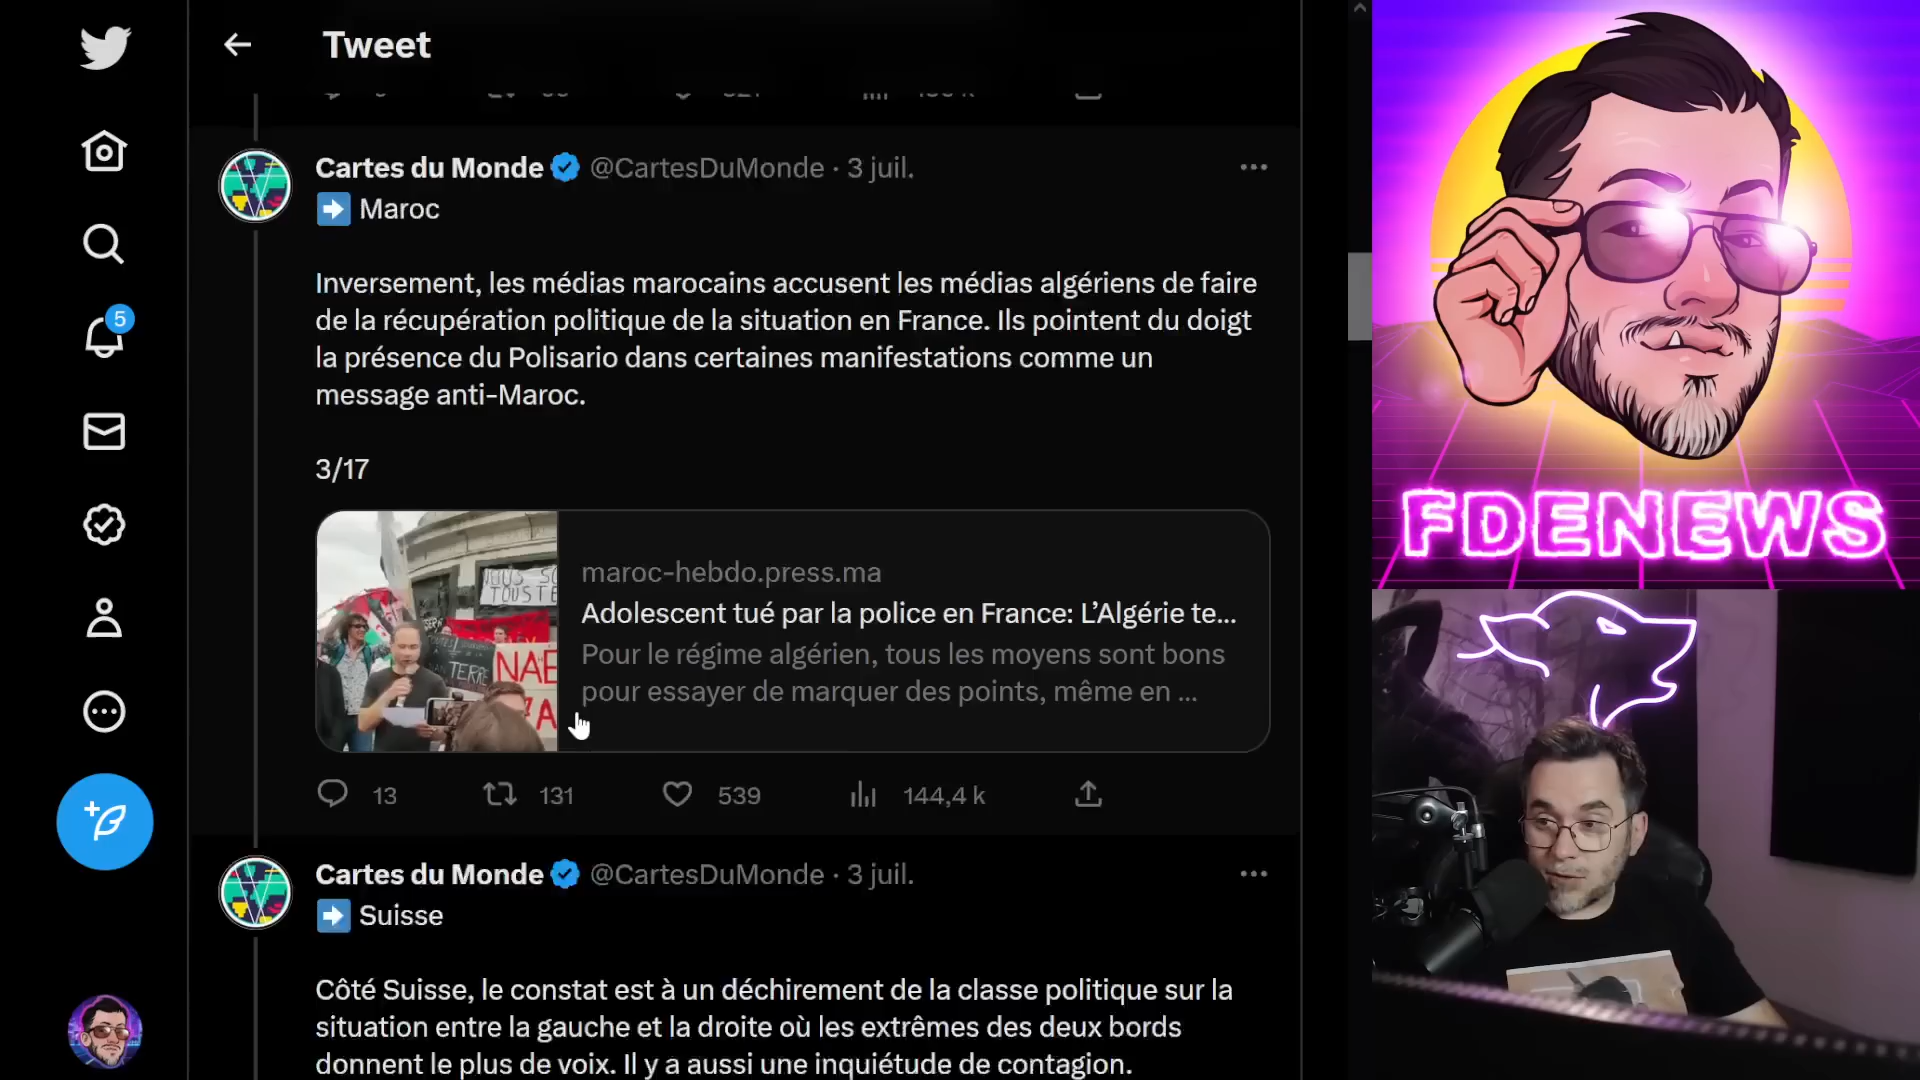 Tweet
Cartes du Monde @CartesDuMonde · 3 juil.
➡ Maroc
Inversement, les médias marocains accusent les médias algériens de faire
de la récupération politique de la situation en France. Ils pointent du doigt
la présence du Polisario dans certaines manifestations comme un
message anti-Maroc.
3/17
maroc-hebdo.press.ma
Adolescent tué par la police en France: L’Algérie te...
Pour le régime algérien, tous les moyens sont bons
pour essayer de marquer des points, même en ...
TERRE
NAE
13 131 539 144,4 k
Cartes du Monde @CartesDuMonde · 3 juil.
➡ Suisse
Côté Suisse, le constat est à un déchirement de la classe politique sur la
situation entre la gauche et la droite où les extrêmes des deux bords
donnent le plus de voix. Il y a aussi une inquiétude de contagion.
5
FDENEWS